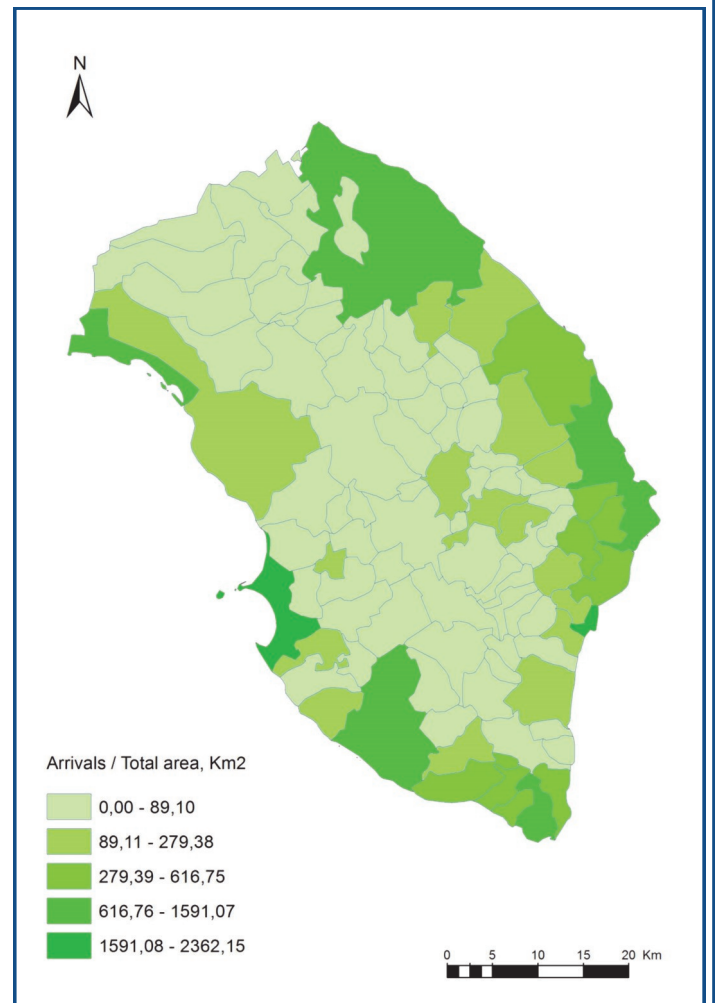 N
Arrivals / Total area, Km2
0,00 - 89,10
89,11 - 279,38
279,39 - 616,75
616,76 - 1591,07
1591,08 - 2362,15
0 5 10 15 20 Km